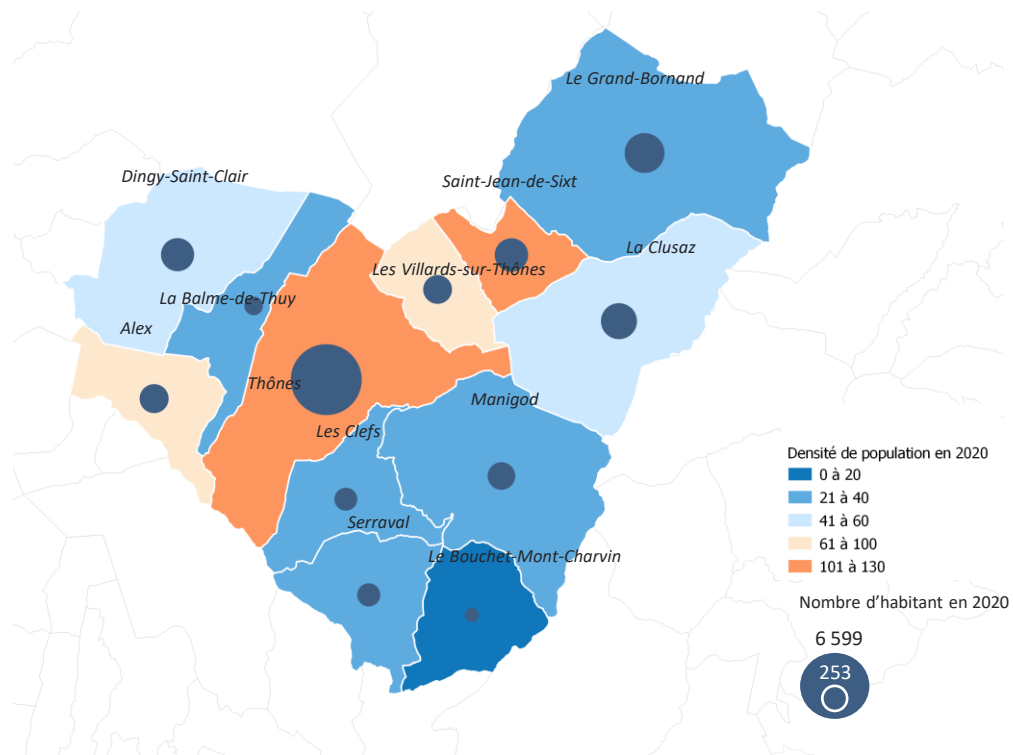 Le Grand-Bornand
Dingy-Saint-Clair
Saint-Jean-de-Sixt
La Clusaz
Les Villards-sur-Thônes
La Balme-de-Thuy
Alex
Thônes
Manigod
Les Clefs
Serraval
Le Bouchet-Mont-Charvin
Densité de population en 2020
0 à 20
21 à 40
41 à 60
61 à 100
101 à 130
Nombre d'habitant en 2020
6 599
253